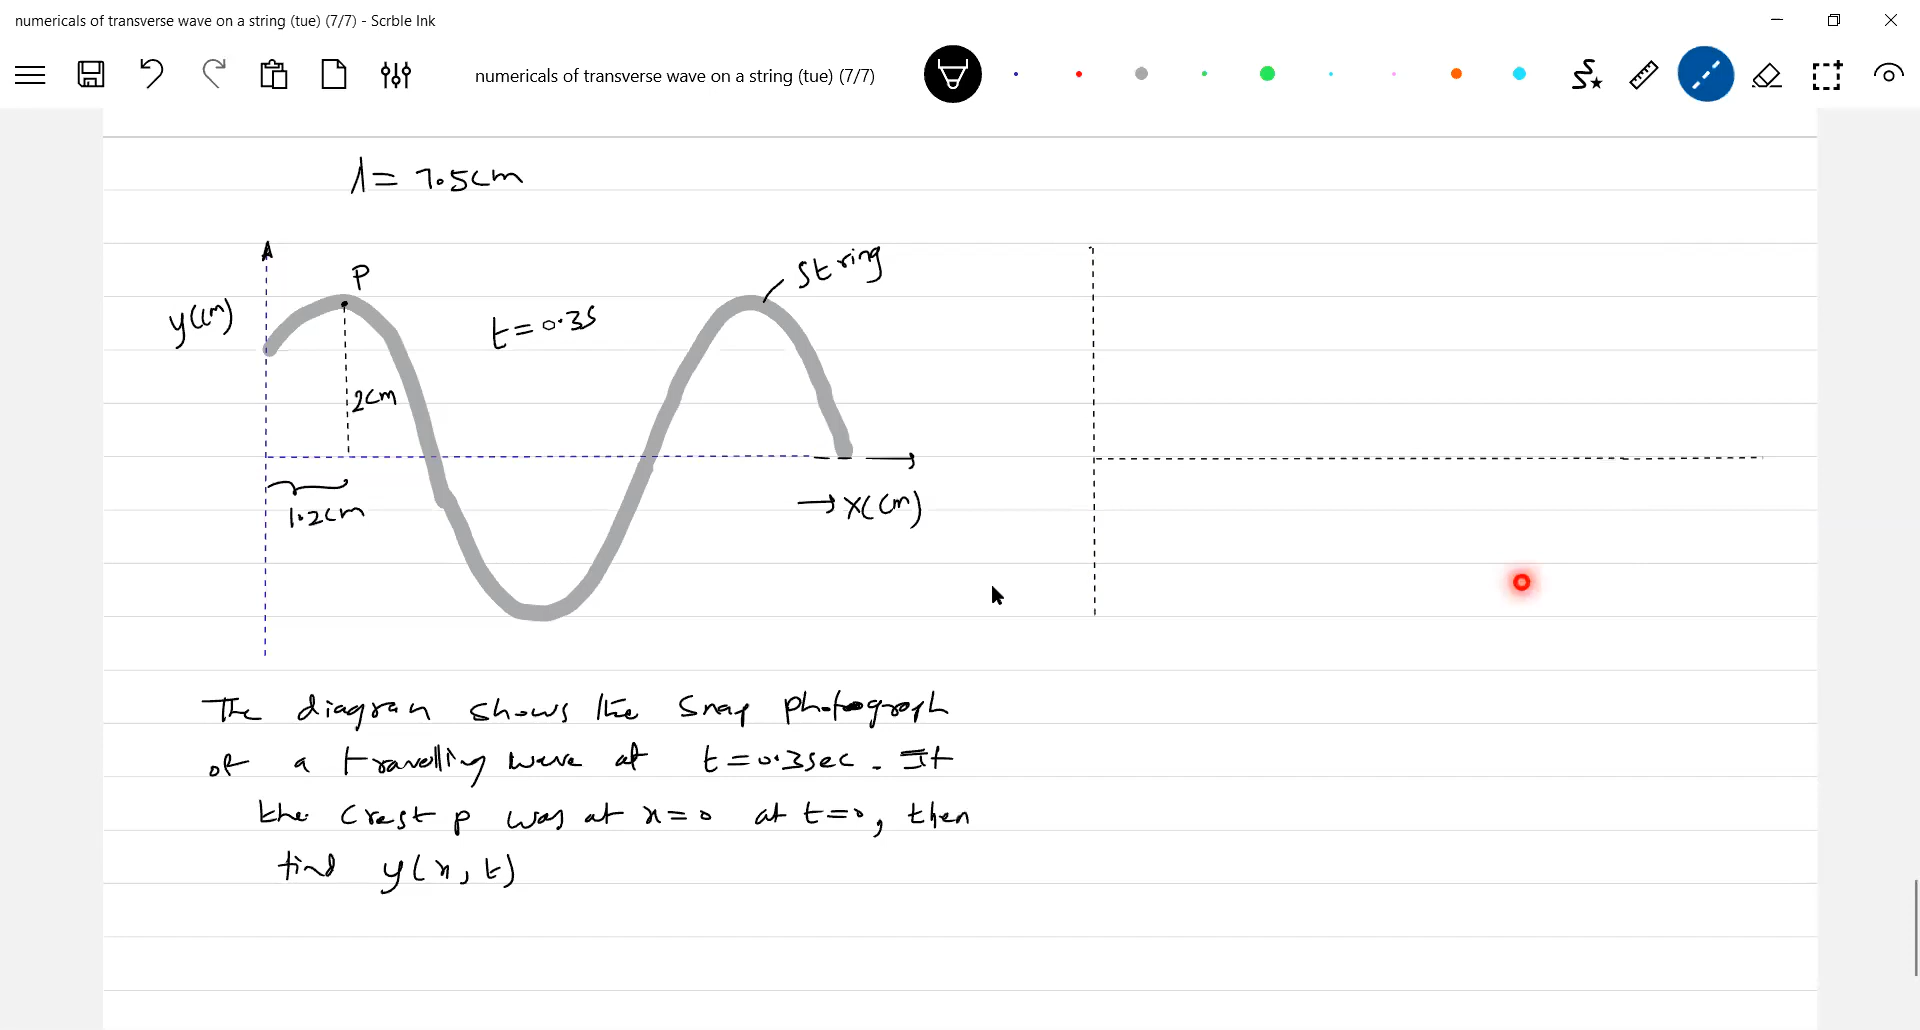 numericals of transverse wave on a string (tue) (7/7) - Scrble Ink
numericals of transverse wave on a string (tue) (7/7)
λ = 7.5cm
P
string
y(cm)
t = 0.3s
2cm
1.2cm
→ x(cm)
The diagram shows the snap photograph
of a travelling wave at t = 0.3sec. If
the crest p was at x = 0 at t = 0, then
find y(x, t)